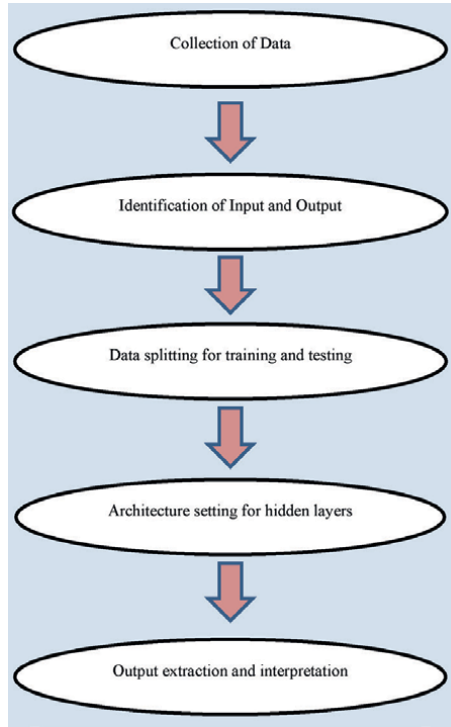 Collection of Data
Identification of Input and Output
Data splitting for training and testing
Architecture setting for hidden layers
Output extraction and interpretation